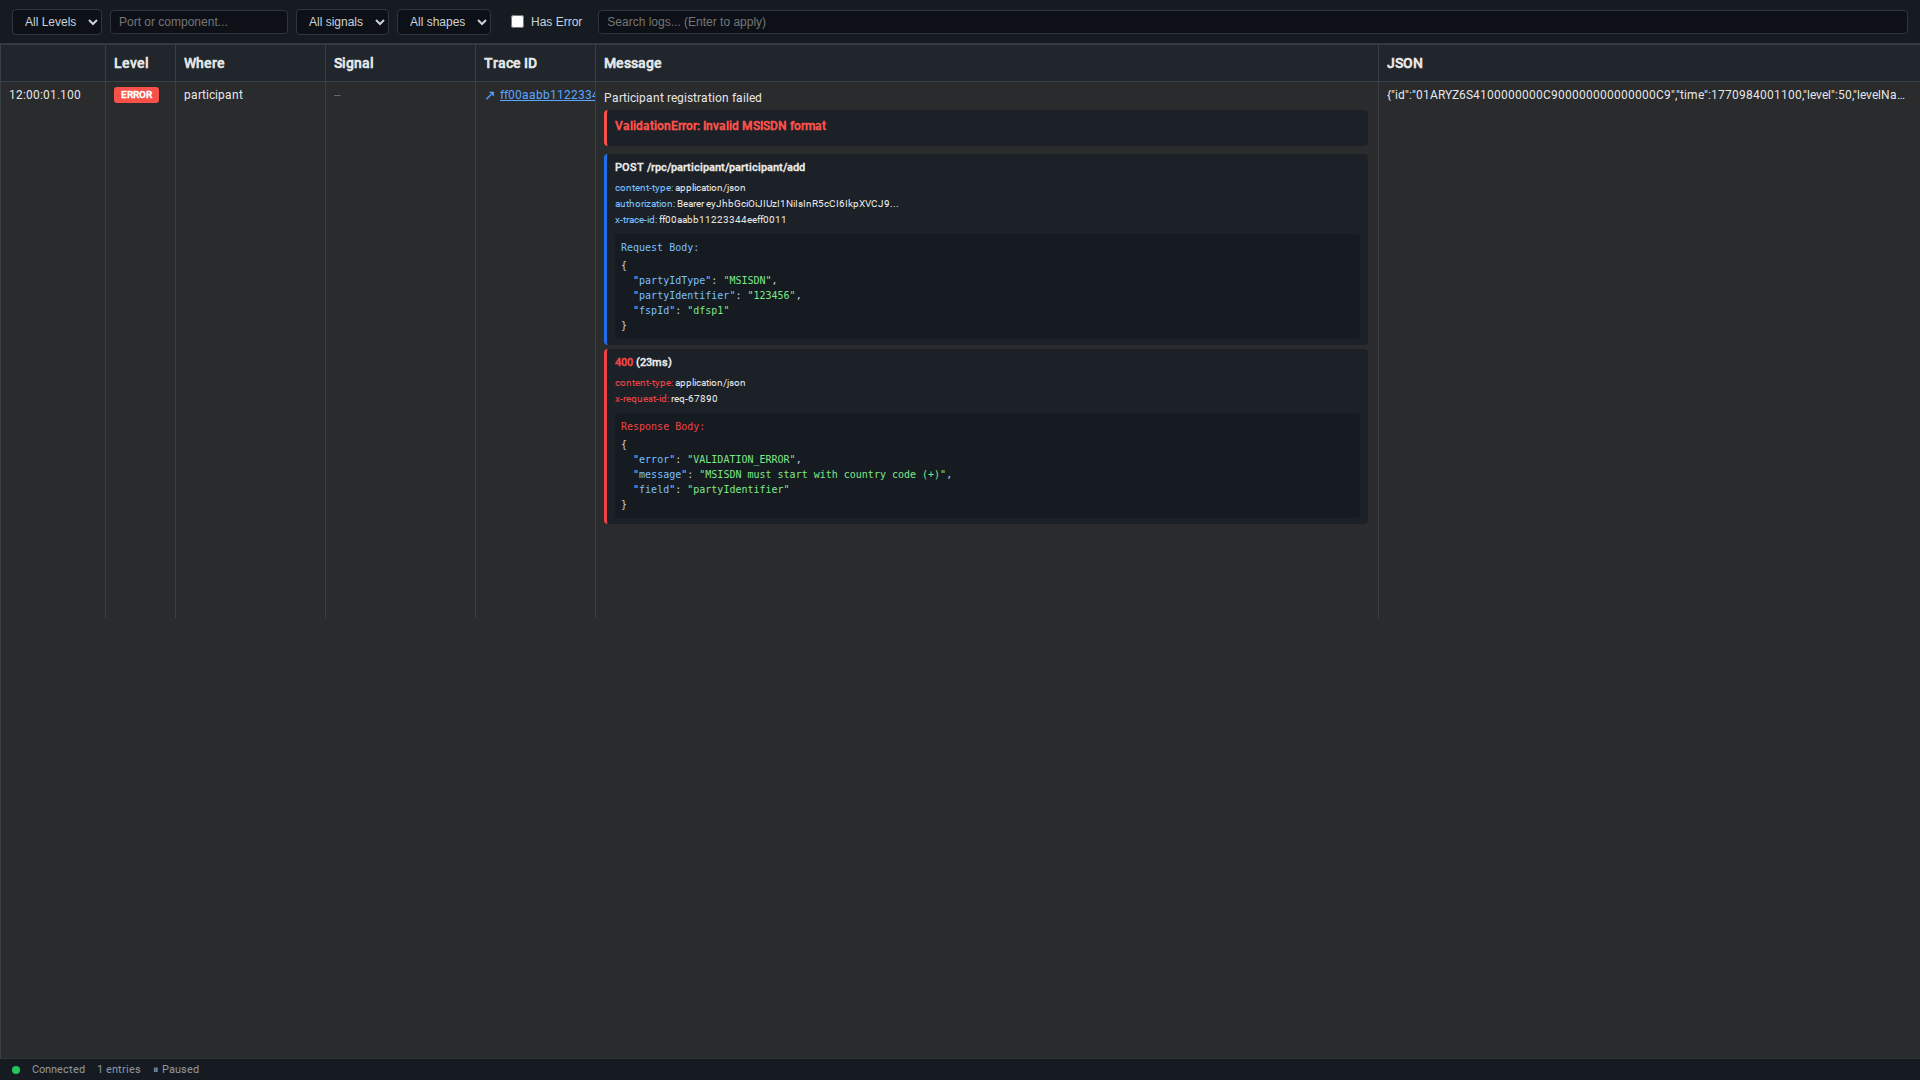 All Levels
Port or component...
All signals
All shapes
Has Error
Search logs... (Enter to apply)
Level
Where
Signal
Trace ID
Message
JSON
12:00:01.100
ERROR
participant
–
↗ ff00aabb1122334
Participant registration failed
ValidationError: Invalid MSISDN format
POST /rpc/participant/participant/add
content-type: application/json
authorization: Bearer eyJhbGciOiJIUzI1NiIsInR5cCI6IkpXVCJ9...
x-trace-id: ff00aabb11223344eeff0011
Request Body:
{
"partyIdType": "MSISDN",
"partyIdentifier": "123456",
"fspId": "dfsp1"
}
400 (23ms)
content-type: application/json
x-request-id: req-67890
Response Body:
{
"error": "VALIDATION_ERROR",
"message": "MSISDN must start with country code (+)",
"field": "partyIdentifier"
}
{"id":"01ARYZ6S4100000000C900000000000000C9","time":1770984001100,"level":50,"levelNa...
Connected
1 entries
Paused